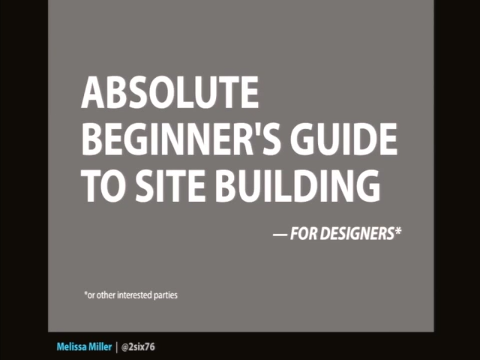 ABSOLUTE
BEGINNER'S GUIDE
TO SITE BUILDING
— FOR DESIGNERS*
*or other interested parties
Melissa Miller | @2six76